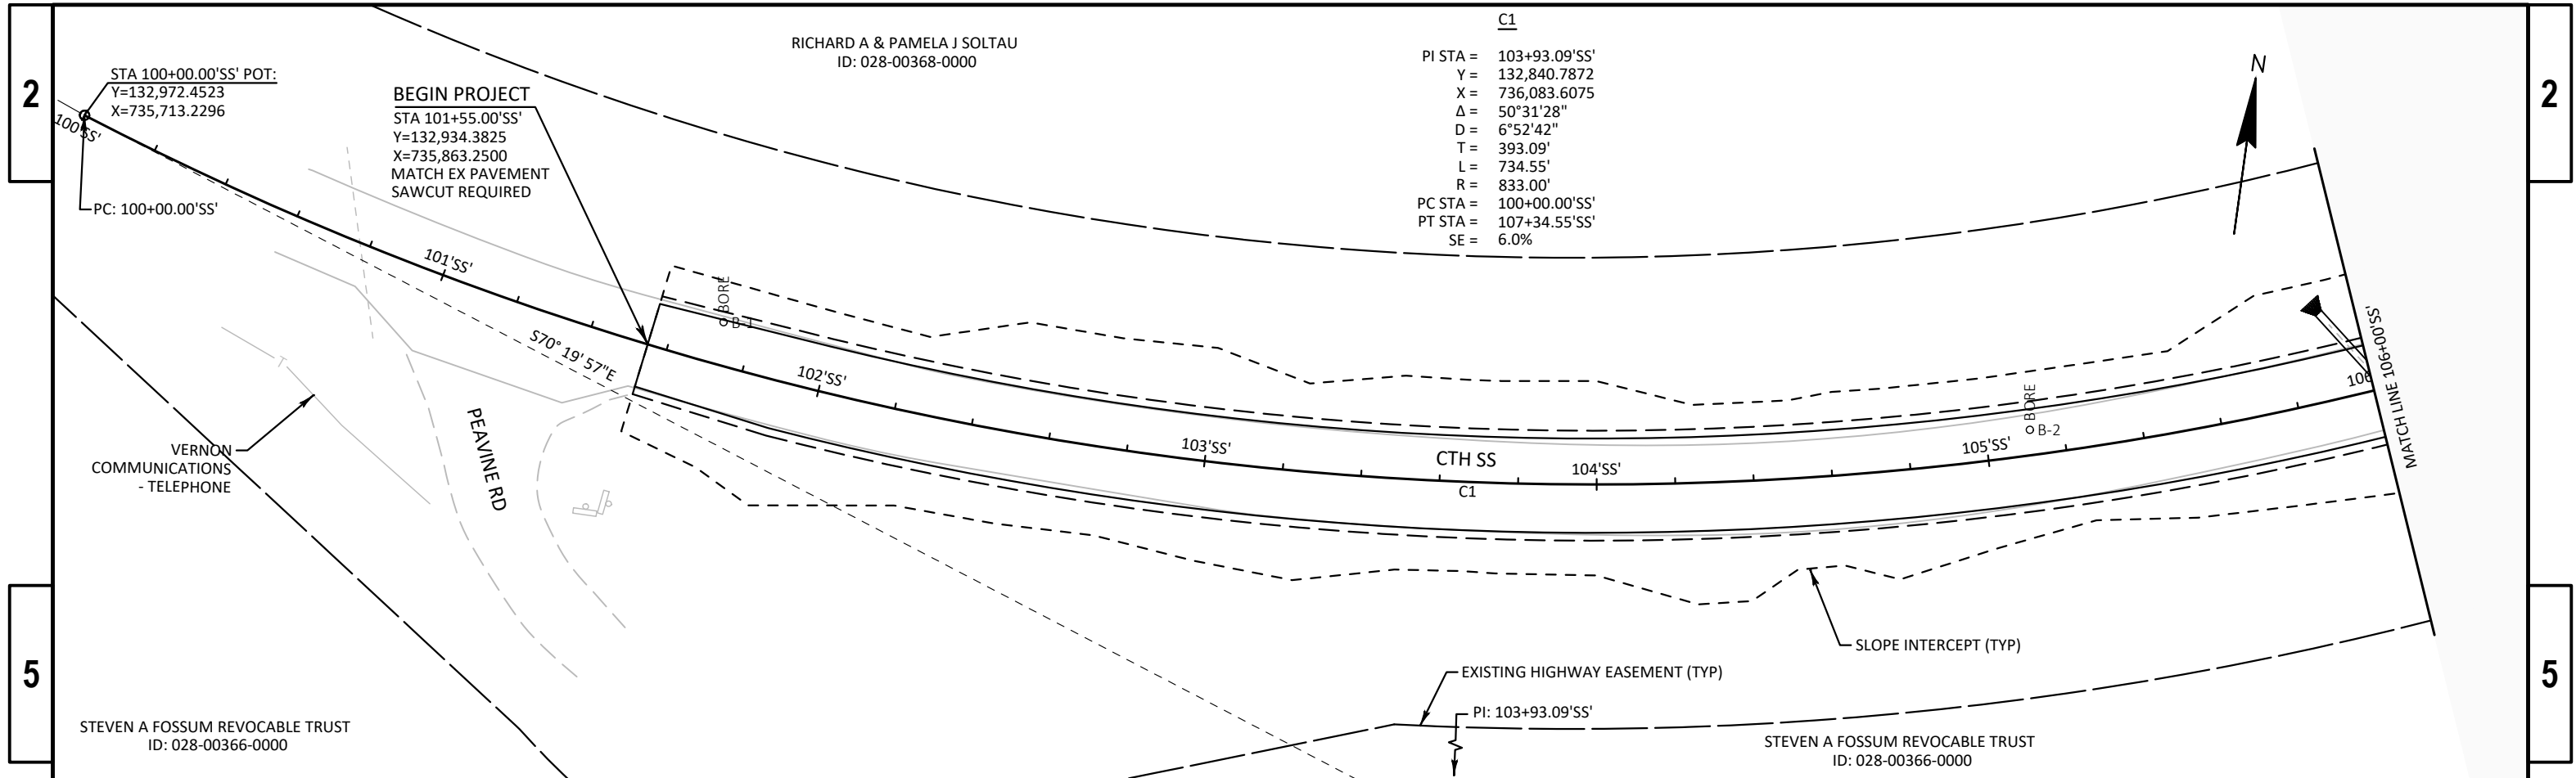 2
2
5
5
STA 100+00.00'SS' POT:
Y=132,972.4523
X=735,713.2296
100'SS'
PC: 100+00.00'SS'
BEGIN PROJECT
STA 101+55.00'SS'
Y=132,934.3825
X=735,863.2500
MATCH EX PAVEMENT
SAWCUT REQUIRED
RICHARD A & PAMELA J SOLTAU
ID: 028-00368-0000
C1
PI STA = 103+93.09'SS'
Y = 132,840.7872
X = 736,083.6075
Δ = 50°31'28"
D = 6°52'42"
T = 393.09'
L = 734.55'
R = 833.00'
PC STA = 100+00.00'SS'
PT STA = 107+34.55'SS'
SE = 6.0%
N
101'SS'
S70° 19' 57"E
BORE
B-1
102'SS'
103'SS'
CTH SS
C1
104'SS'
105'SS'
BORE
B-2
106
MATCH LINE 106+00'SS'
T
VERNON
COMMUNICATIONS
- TELEPHONE
PEAVINE RD
SLOPE INTERCEPT (TYP)
EXISTING HIGHWAY EASEMENT (TYP)
PI: 103+93.09'SS'
STEVEN A FOSSUM REVOCABLE TRUST
ID: 028-00366-0000
STEVEN A FOSSUM REVOCABLE TRUST
ID: 028-00366-0000